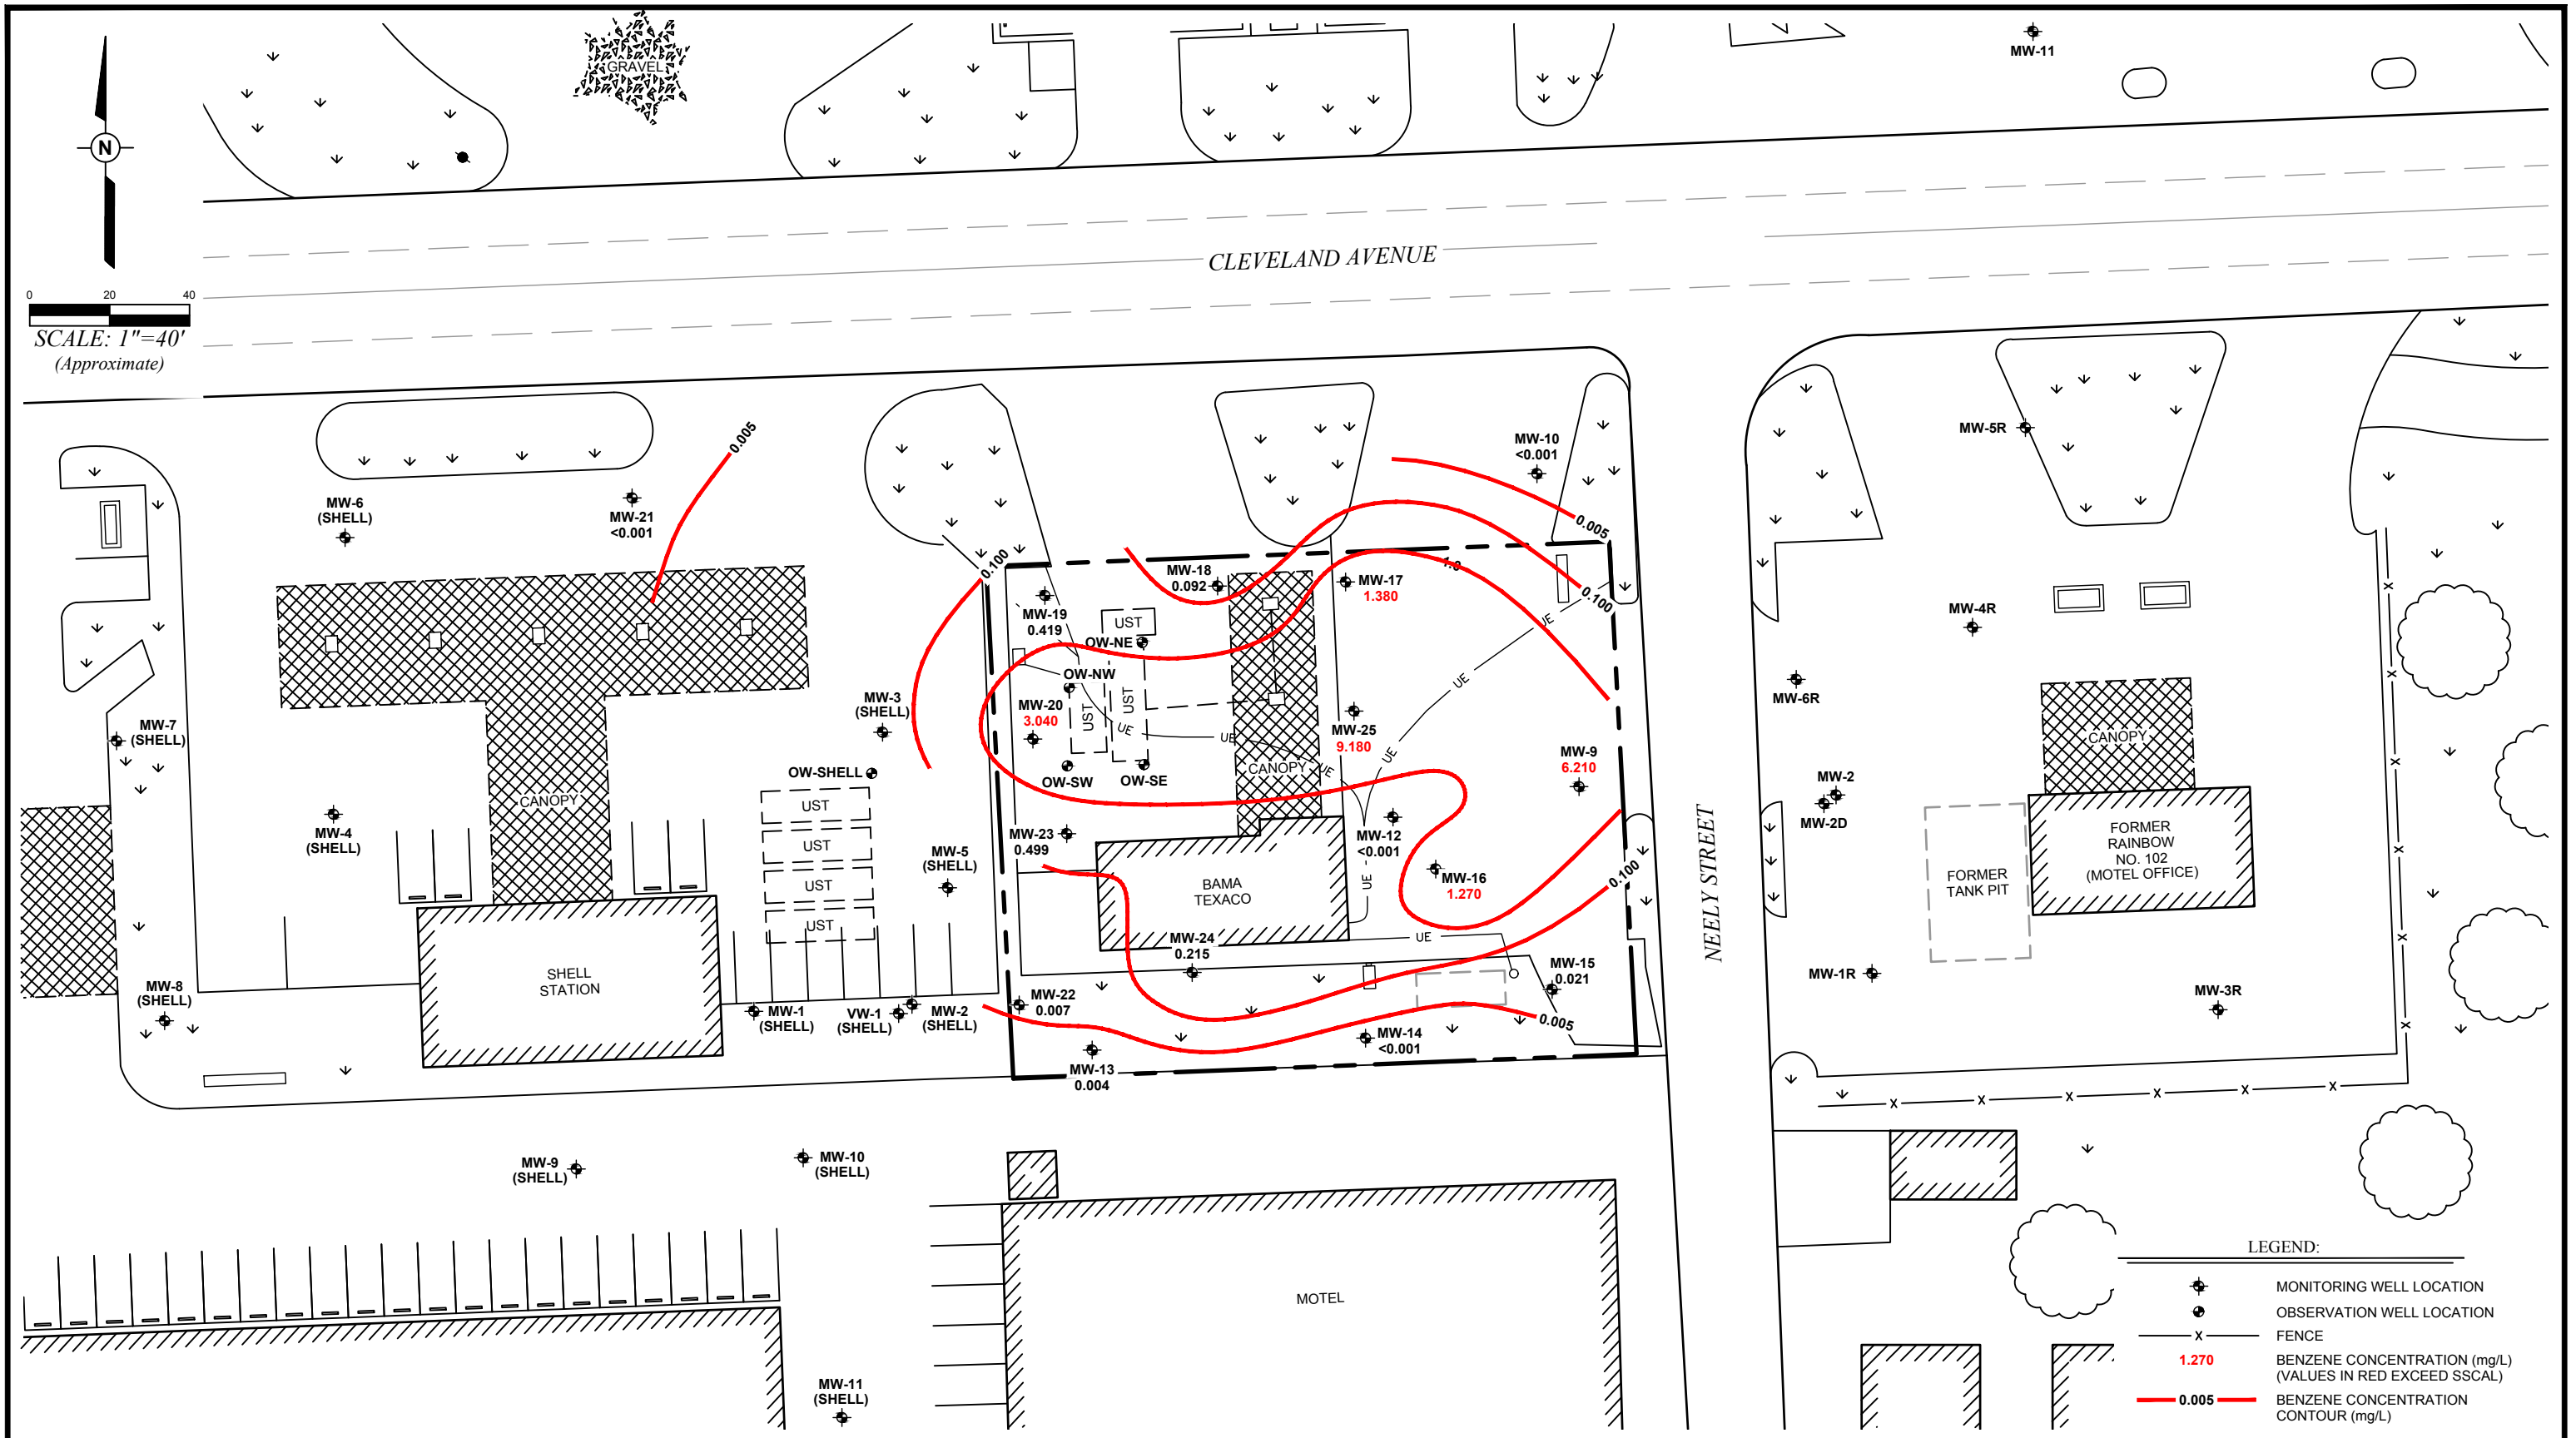 MW-11
GRAVEL
N
CLEVELAND AVENUE
0 20 40
SCALE: 1"=40'
(Approximate)
0.005
MW-10
<0.001
MW-5R
MW-6
(SHELL)
MW-21
<0.001
0.005
0.100
1.0
MW-18
0.092
MW-17
1.380
0.100
MW-19
0.419
UST
UE
MW-4R
OW-NE
OW-NW
UE
MW-6R
MW-3
(SHELL)
MW-20
3.040
UST
UST
UE
UE
MW-25
9.180
UE
MW-7
(SHELL)
CANOPY
MW-9
6.210
OW-SHELL
OW-SW
OW-SE
CANOPY
UE
MW-2
MW-2D
CANOPY
UST
MW-4
(SHELL)
UST
MW-23
0.499
MW-12
<0.001
NEELY STREET
FORMER
RAINBOW
NO. 102
(MOTEL OFFICE)
MW-5
(SHELL)
UST
BAMA
TEXACO
UE
MW-16
1.270
0.100
FORMER
TANK PIT
UST
MW-24
0.215
UE
SHELL
STATION
MW-15
0.021
MW-1R
MW-8
(SHELL)
MW-22
0.007
MW-3R
MW-1
(SHELL)
VW-1
(SHELL)
MW-2
(SHELL)
0.005
MW-14
<0.001
MW-13
0.004
X
X
X
X
X
X
X
X
X
X
X
X
MW-9
(SHELL)
MW-10
(SHELL)
MOTEL
MW-11
(SHELL)
LEGEND:
MONITORING WELL LOCATION
OBSERVATION WELL LOCATION
X FENCE
1.270 BENZENE CONCENTRATION (mg/L)
(VALUES IN RED EXCEED SSCAL)
0.005 BENZENE CONCENTRATION
CONTOUR (mg/L)